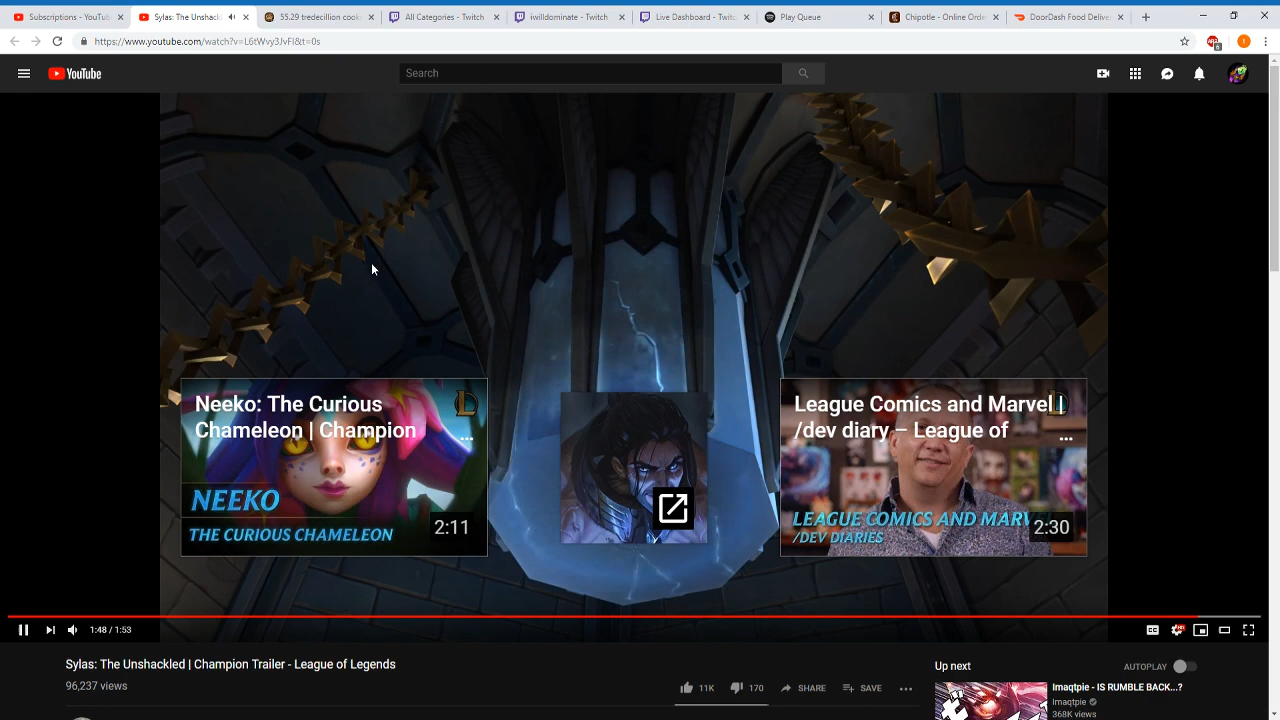 Subscriptions - YouTu
Sylas: The Unshack
55.29 tredecillion cook
All Categories - Twitch
iwilldominate - Twitch
Live Dashboard - Twitc
Play Queue
Chipotle - Online Orde
DoorDash Food Delive
https://www.youtube.com/watch?v=L6tWvy3JvFI&t=0s
YouTube
Search
Neeko: The Curious
Chameleon | Champion
NEEKO
THE CURIOUS CHAMELEON
2:11
League Comics and Marvel |
/dev diary – League of
LEAGUE COMICS AND MARV
/DEV DIARIES
2:30
1:48 / 1:53
CC
HD
Sylas: The Unshackled | Champion Trailer - League of Legends
96,237 views
11K
170
SHARE
SAVE
Up next
AUTOPLAY
Imaqtpie - IS RUMBLE BACK...?
Imaqtpie
368K views